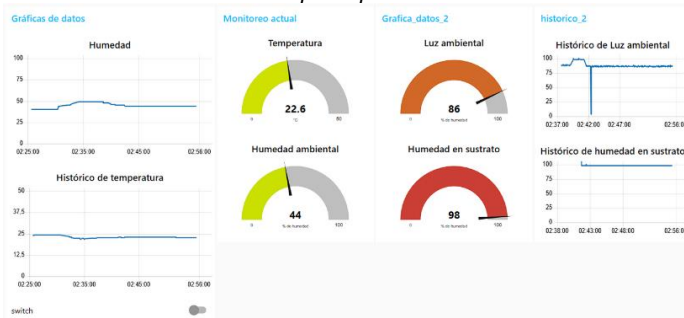 Gráficas de datos
Humedad
100
75
50
25
0
02:25:00 02:35:00 02:45:00 02:56:00
Histórico de temperatura
50
37.5
25
12.5
0
02:25:00 02:35:00 02:45:00 02:56:00
switch
Monitoreo actual
Temperatura
22.6
0 °C 50
Humedad ambiental
44
0 % de humedad 100
Grafica_datos_2
Luz ambiental
86
0 % de humedad 100
Humedad en sustrato
98
0 % de humedad 100
historico_2
Histórico de Luz ambiental
100
75
50
25
0
02:37:00 02:42:00 02:47:00 02:56:0
Histórico de humedad en sustrato
100
75
50
25
0
02:38:00 02:43:00 02:48:00 02:56:0